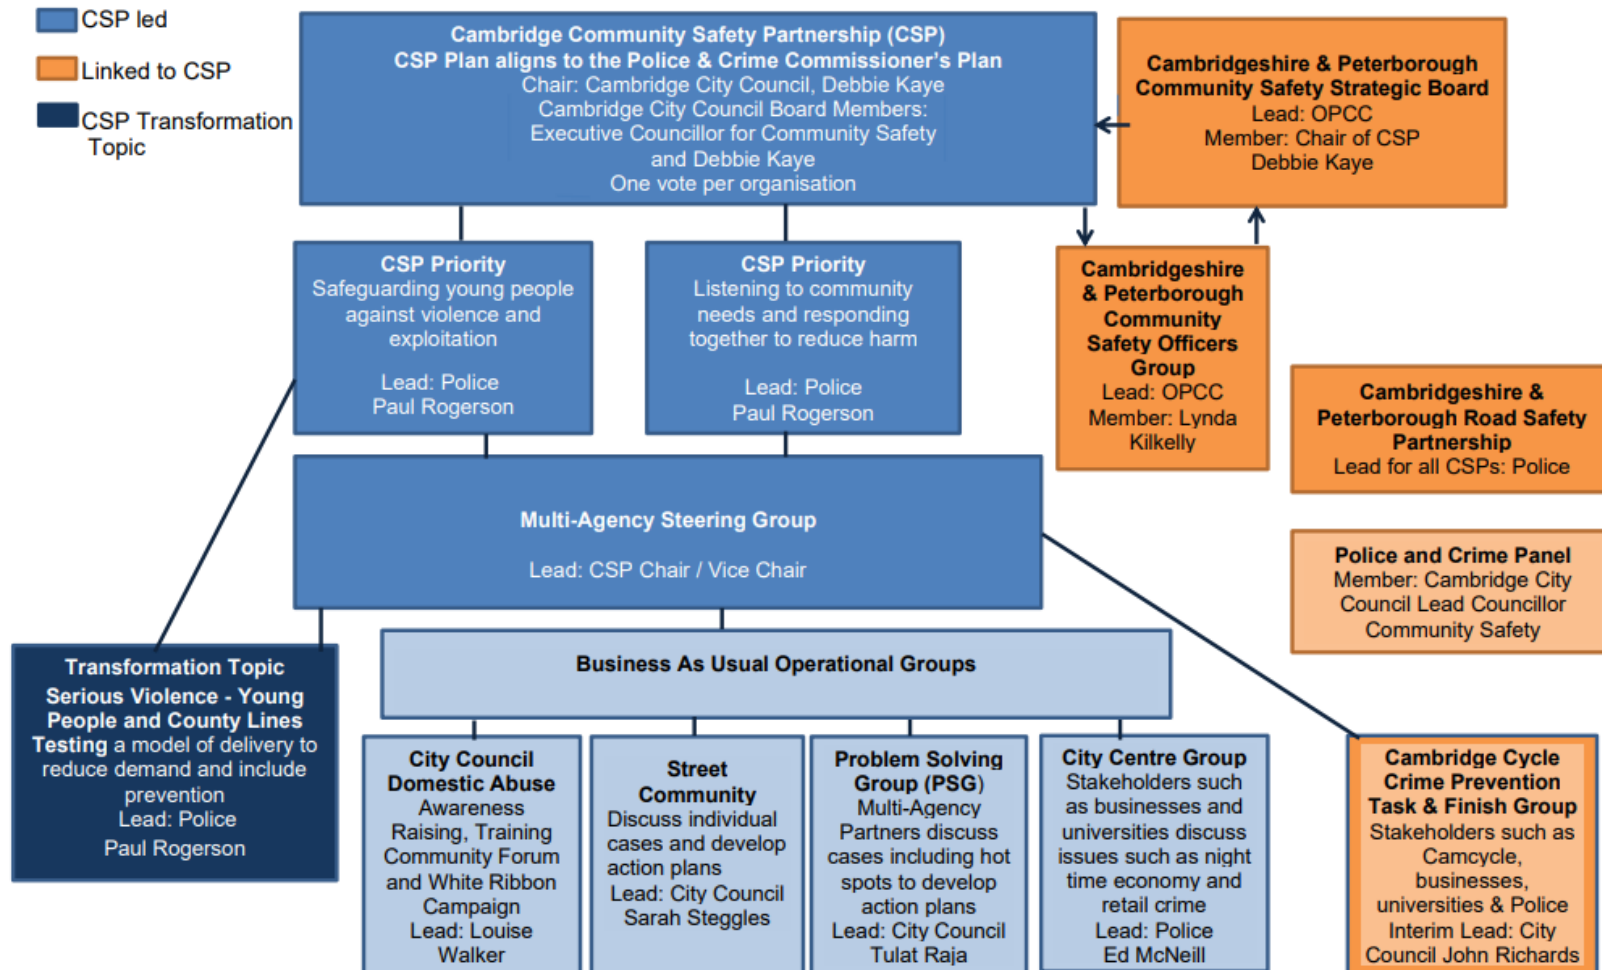 CSP led
Linked to CSP
CSP Transformation
Topic
Cambridge Community Safety Partnership (CSP)
CSP Plan aligns to the Police & Crime Commissioner's Plan
Chair: Cambridge City Council, Debbie Kaye
Cambridge City Council Board Members:
Executive Councillor for Community Safety
and Debbie Kaye
One vote per organisation
Cambridgeshire & Peterborough
Community Safety Strategic Board
Lead: OPCC
Member: Chair of CSP
Debbie Kaye
CSP Priority
Safeguarding young people
against violence and
exploitation
Lead: Police
Paul Rogerson
CSP Priority
Listening to community
needs and responding
together to reduce harm
Lead: Police
Paul Rogerson
Cambridgeshire
& Peterborough
Community
Safety Officers
Group
Lead: OPCC
Member: Lynda
Kilkelly
Cambridgeshire &
Peterborough Road Safety
Partnership
Lead for all CSPs: Police
Multi-Agency Steering Group
Lead: CSP Chair / Vice Chair
Police and Crime Panel
Member: Cambridge City
Council Lead Councillor
Community Safety
Transformation Topic
Serious Violence - Young
People and County Lines
Testing a model of delivery to
reduce demand and include
prevention
Lead: Police
Paul Rogerson
Business As Usual Operational Groups
City Council
Domestic Abuse
Awareness
Raising, Training
Community Forum
and White Ribbon
Campaign
Lead: Louise
Walker
Street
Community
Discuss individual
cases and develop
action plans
Lead: City Council
Sarah Steggles
Problem Solving
Group (PSG)
Multi-Agency
Partners discuss
cases including hot
spots to develop
action plans
Lead: City Council
Tulat Raja
City Centre Group
Stakeholders such
as businesses and
universities discuss
issues such as night
time economy and
retail crime
Lead: Police
Ed McNeill
Cambridge Cycle
Crime Prevention
Task & Finish Group
Stakeholders such as
Camcycle,
businesses,
universities & Police
Interim Lead: City
Council John Richards